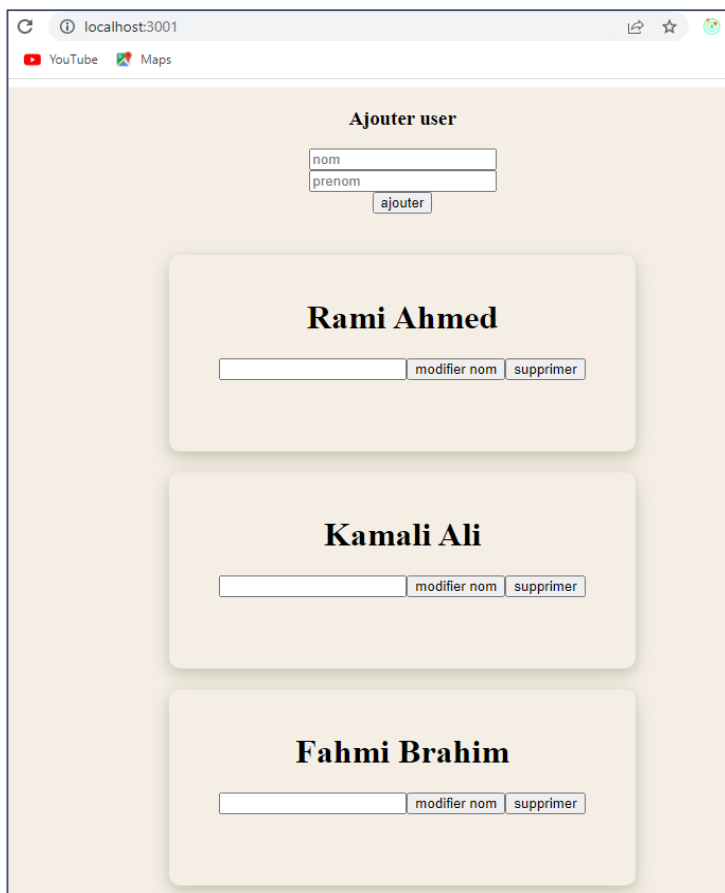 localhost:3001
YouTube Maps
Ajouter user
nom
prenom
ajouter
Rami Ahmed
modifier nom supprimer
Kamali Ali
modifier nom supprimer
Fahmi Brahim
modifier nom supprimer